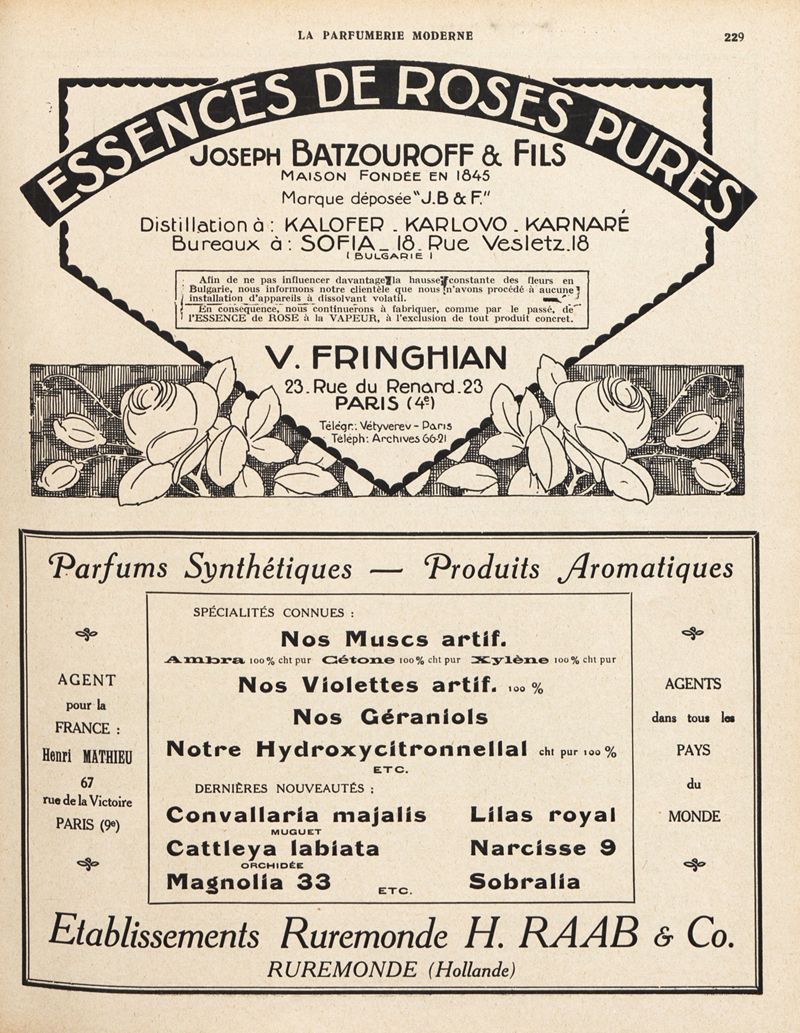 LA PARFUMERIE MODERNE
229
ESSENCES DE ROSES PURES
JOSEPH BATZOUROFF & FILS
MAISON FONDÉE EN 1845
Marque déposée "J.B & F."
Distillation à : KALOFER _ KARLOVO _ KARNARÉ
Bureaux à : SOFIA _ 18. Rue Vesletz.18
( BULGARIE )
Afin de ne pas influencer davantage la hausse constante des fleurs en
Bulgarie, nous informons notre clientèle que nous n'avons procédé à aucune
installation d'appareils à dissolvant volatil.
En conséquence, nous continuerons à fabriquer, comme par le passé, de
l'ESSENCE de ROSE à la VAPEUR, à l'exclusion de tout produit concret.
V. FRINGHIAN
23. Rue du Renard.23
PARIS (4e)
Télégr.: Vétyverev - Paris
Téléph: Archives 66-21
Parfums Synthétiques — Produits Aromatiques
SPÉCIALITÉS CONNUES :
Nos Muscs artif.
Ambra 100 % cht pur Cétone 100 % cht pur Xylène 100 % cht pur
Nos Violettes artif. 100 %
Nos Géraniols
Notre Hydroxycitronnellal cht pur 100 %
ETC.
DERNIÈRES NOUVEAUTÉS :
Convallaria majalis Lilas royal
MUGUET
Cattleya labiata Narcisse 9
ORCHIDÉE
Magnolia 33 ETC. Sobralia
AGENT
pour la
FRANCE :
Henri MATHIEU
67
rue de la Victoire
PARIS (9e)
AGENTS
dans tous les
PAYS
du
MONDE
Etablissements Ruremonde H. RAAB & Co.
RUREMONDE (Hollande)